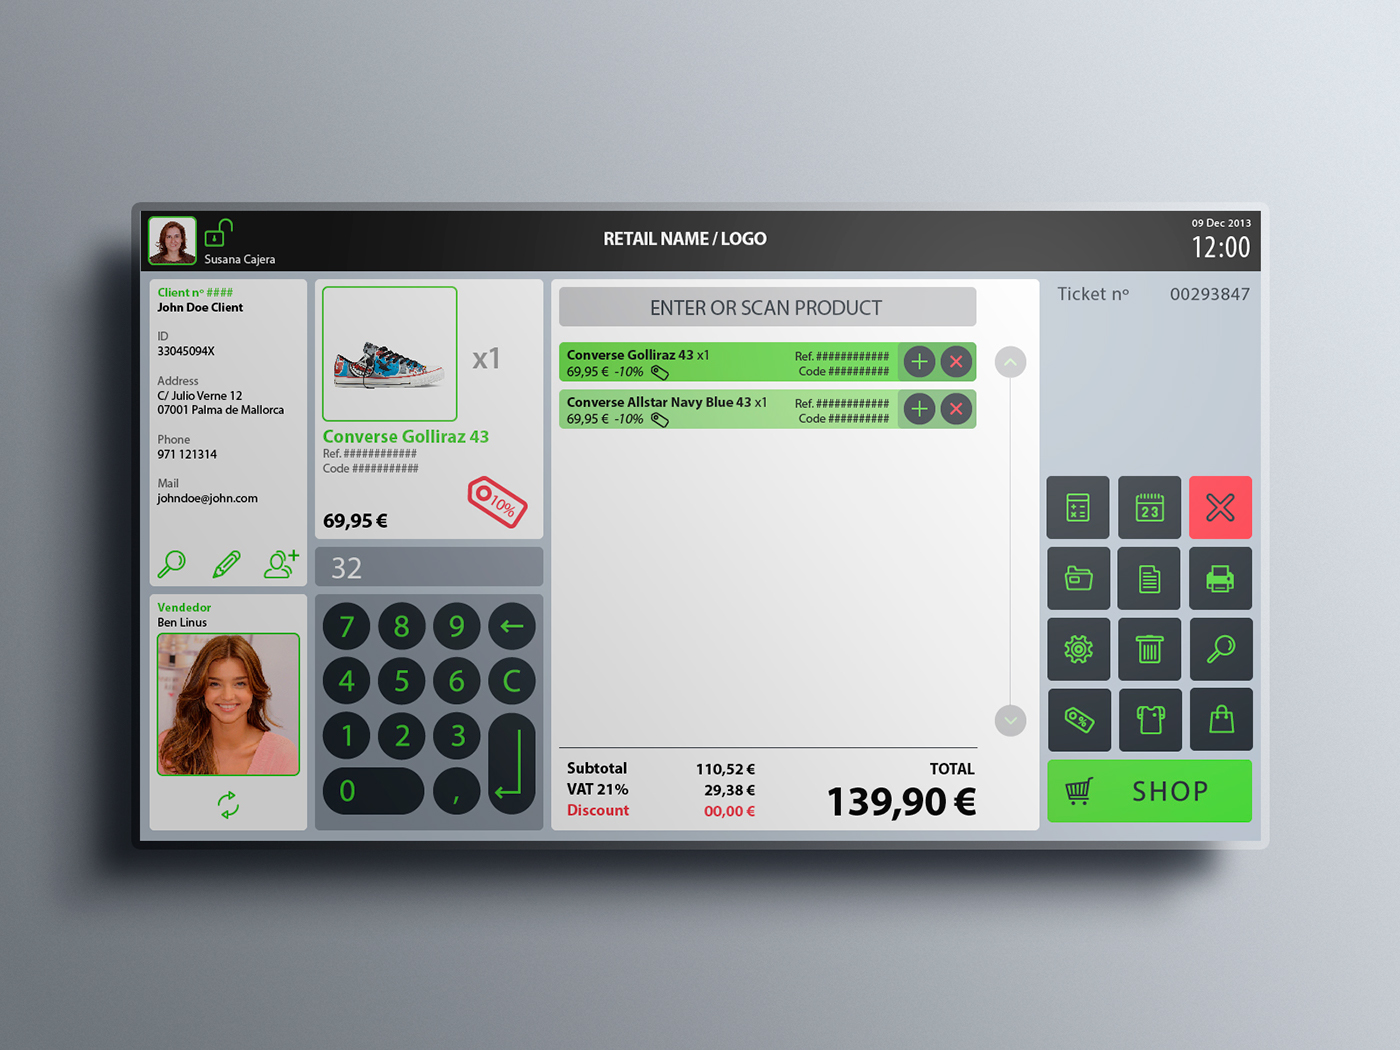 Susana Cajera
RETAIL NAME / LOGO
09 Dec 2013
12:00
Client nº ####
John Doe Client
ID
33045094X
Address
C/ Julio Verne 12
07001 Palma de Mallorca
Phone
971 121314
Mail
johndoe@john.com
Vendedor
Ben Linus
x1
Converse Golliraz 43
Ref. ############
Code ###########
10%
69,95 €
32
7 8 9 ←
4 5 6 C
1 2 3
0 ,
ENTER OR SCAN PRODUCT
Converse Golliraz 43 x1
Ref. ############
69,95 € -10%
Code ##########
Converse Allstar Navy Blue 43 x1
Ref. ############
69,95 € -10%
Code ##########
Subtotal 110,52 €
VAT 21% 29,38 €
Discount 00,00 €
TOTAL
139,90 €
Ticket nº 00293847
23
%
SHOP